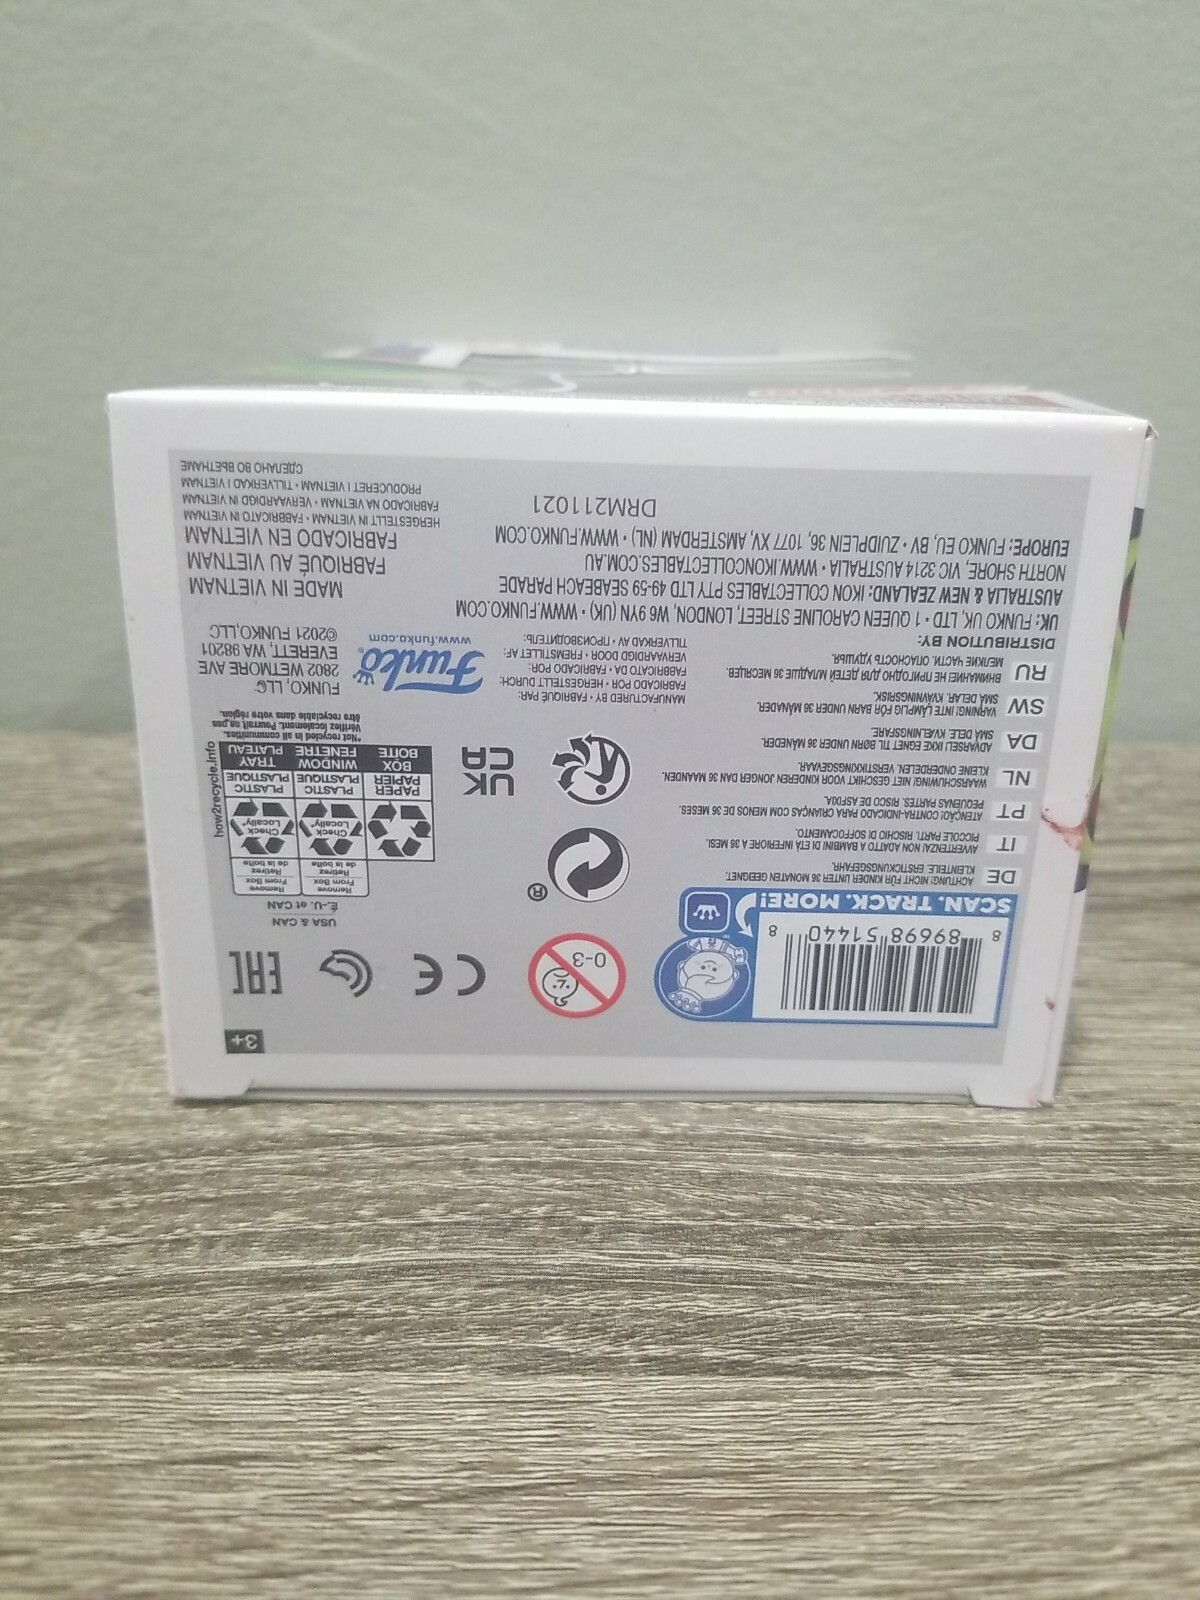 3+
8 89698 51440 8
SCAN. TRACK. MORE!
0-3
CE
EAC
USA & CAN
É.-U. et CAN
Remove From Box
Retirez de la boîte
Remove From Box
Retirez de la boîte
Check Locally*
Check Locally*
PAPER
PLASTIC
PLASTIQUE
PLASTIC
PLASTIQUE
PAPIER
BOX
BOITE
WINDOW
FENETRE
TRAY
PLATEAU
how2recycle.info
*Not recycled in all communities.
Vérifiez localement. Pourrait ne pas
être recyclable dans votre région.
®
UK
CA
DE ACHTUNG! NICHT FÜR KINDER UNTER 36 MONATEN GEEIGNET.
KLEINTEILE. ERSTICKUNGSGEFAHR.
IT AVVERTENZA! NON ADATTO A BAMBINI DI ETÀ INFERIORE A 36 MESI.
PICCOLE PARTI. RISCHIO DI SOFFOCAMENTO.
PT ATENÇÃO! CONTRA-INDICADO PARA CRIANÇAS COM MENOS DE 36 MESES.
PEQUENAS PARTES. RISCO DE ASFIXIA.
NL WAARSCHUWING! NIET GESCHIKT VOOR KINDEREN JONGER DAN 36 MAANDEN.
KLEINE ONDERDELEN. VERSTIKKINGSGEVAAR.
DA ADVARSEL! IKKE EGNET TIL BØRN UNDER 36 MÅNEDER.
SMÅ DELE. KVÆLNINGSFARE.
SW VARNING! INTE LÄMPLIG FÖR BARN UNDER 36 MÅNADER.
SMÅ DELAR. KVÄVNINGSRISK.
RU ВНИМАНИЕ! НЕ ПРИГОДНО ДЛЯ ДЕТЕЙ МЛАДШЕ 36 МЕСЯЦЕВ.
МЕЛКИЕ ЧАСТИ. ОПАСНОСТЬ УДУШЬЯ.
MANUFACTURED BY • FABRIQUÉ PAR:
FABRICADO POR • HERGESTELLT DURCH:
FABBRICATO DA • FABRICADO POR:
VERVAARDIGD DOOR • FREMSTILLET AF:
TILLVERKAD AV • ПРОИЗВОДИТЕЛЬ:
Funko
www.funko.com
FUNKO, LLC
2802 WETMORE AVE
EVERETT, WA 98201
©2021 FUNKO,LLC
DISTRIBUTION BY:
UK: FUNKO UK, LTD • 1 QUEEN CAROLINE STREET, LONDON, W6 9YN (UK) • WWW.FUNKO.COM
AUSTRALIA & NEW ZEALAND: IKON COLLECTABLES PTY LTD 49-59 SEABEACH PARADE
NORTH SHORE, VIC 3214 AUSTRALIA • WWW.IKONCOLLECTABLES.COM.AU
EUROPE: FUNKO EU, BV • ZUIDPLEIN 36, 1077 XV, AMSTERDAM (NL) • WWW.FUNKO.COM
DRM211021
MADE IN VIETNAM
FABRIQUÉ AU VIETNAM
FABRICADO EN VIETNAM
HERGESTELLT IN VIETNAM • FABBRICATO IN VIETNAM
FABRICADO NA VIETNAM • VERVAARDIGD IN VIETNAM
PRODUCERET I VIETNAM • TILLVERKAD I VIETNAM
СДЕЛАНО ВО ВЬЕТНАМЕ